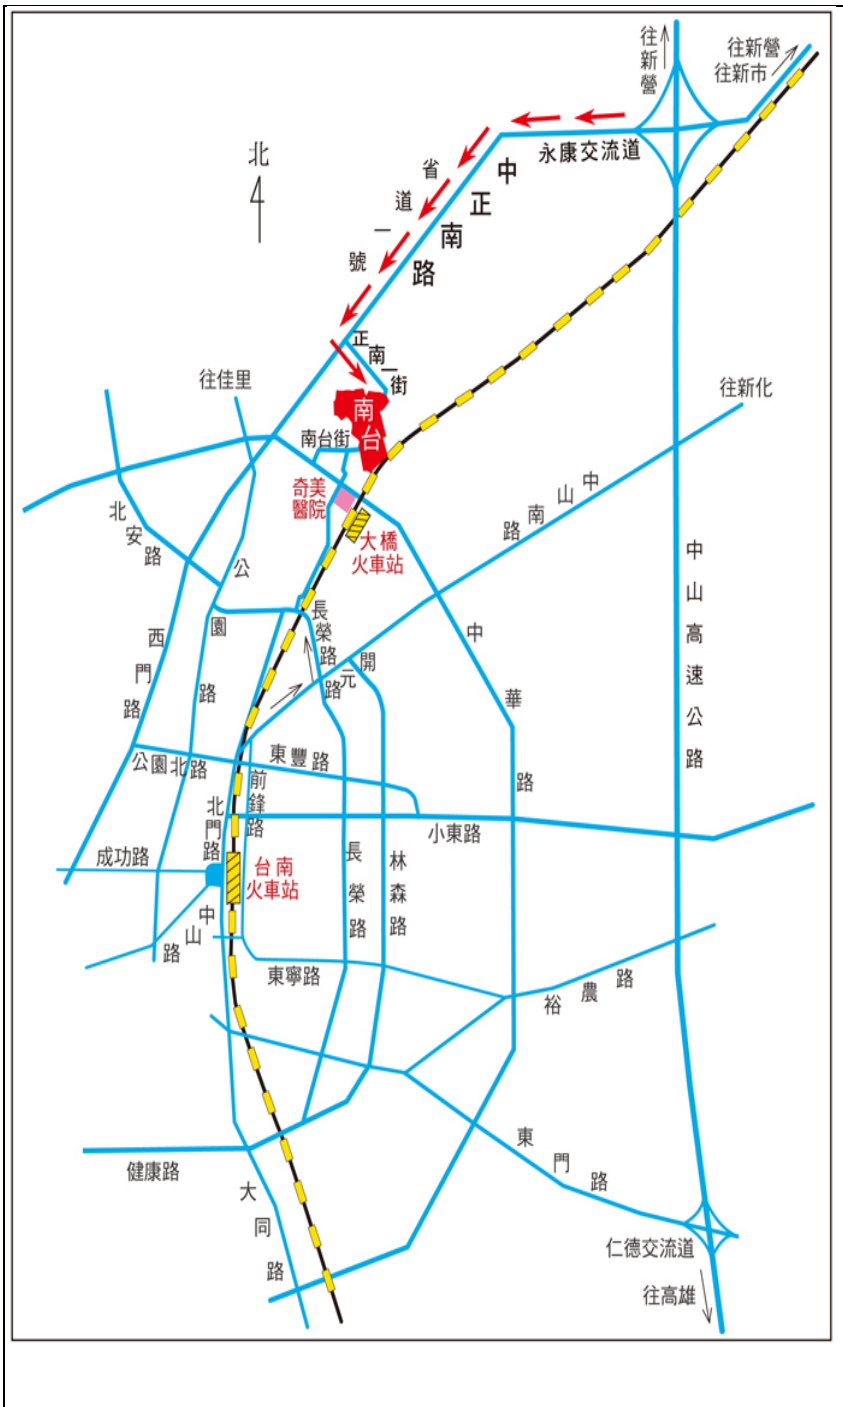 往新營
往新營
往新市
永康交流道
北
省道一號
中正南路
正南一街
往佳里
南台
南台街
往新化
奇美
醫院
大橋
火車站
中山南路
北安路
公園路
長榮路
開元路
中華路
中山高速公路
西門路
公園北路
東豐路
前鋒路
北門路
小東路
成功路
台南
火車站
長榮路
林森路
中山路
東寧路
裕農路
東門路
健康路
大同路
仁德交流道
往高雄